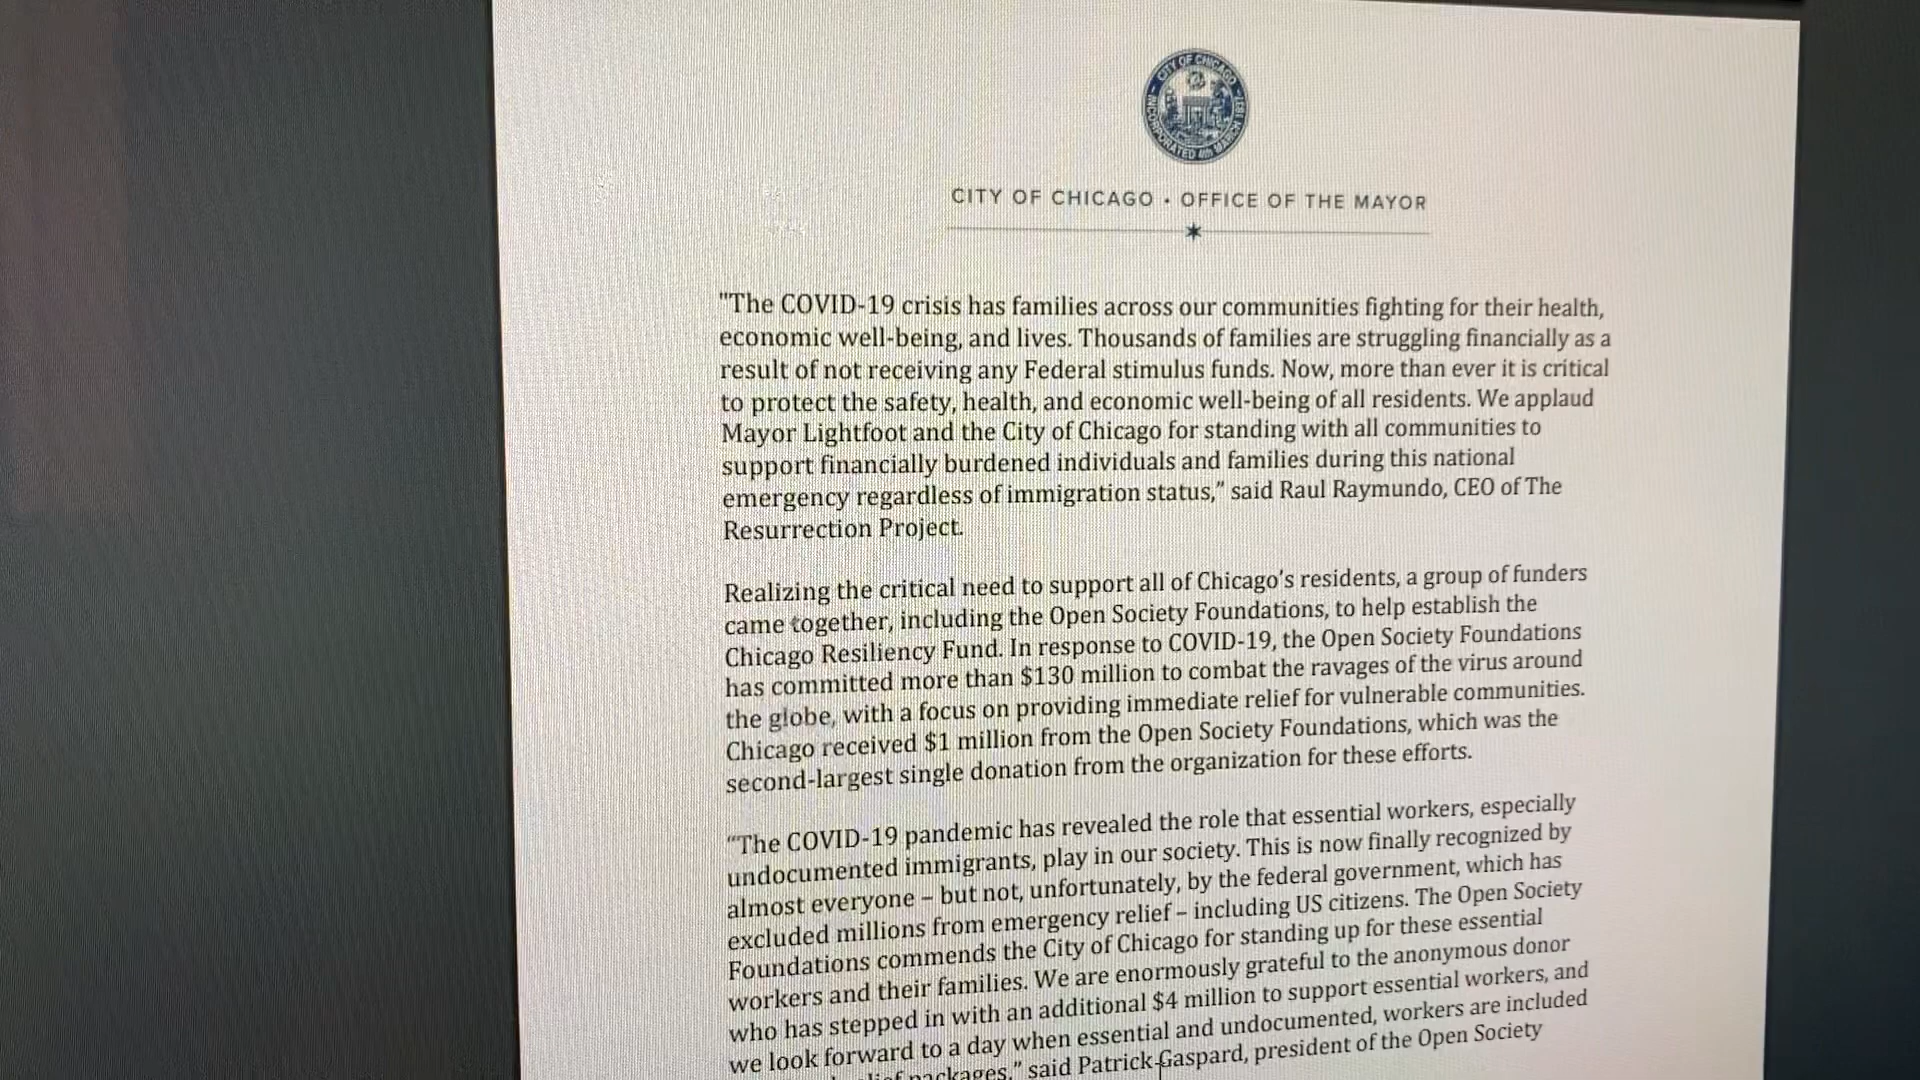 CITY OF CHICAGO
INCORPORATED 4th MARCH 1837
CITY OF CHICAGO • OFFICE OF THE MAYOR
"The COVID-19 crisis has families across our communities fighting for their health,
economic well-being, and lives. Thousands of families are struggling financially as a
result of not receiving any Federal stimulus funds. Now, more than ever it is critical
to protect the safety, health, and economic well-being of all residents. We applaud
Mayor Lightfoot and the City of Chicago for standing with all communities to
support financially burdened individuals and families during this national
emergency regardless of immigration status,” said Raul Raymundo, CEO of The
Resurrection Project.
Realizing the critical need to support all of Chicago’s residents, a group of funders
came together, including the Open Society Foundations, to help establish the
Chicago Resiliency Fund. In response to COVID-19, the Open Society Foundations
has committed more than $130 million to combat the ravages of the virus around
the globe, with a focus on providing immediate relief for vulnerable communities.
Chicago received $1 million from the Open Society Foundations, which was the
second-largest single donation from the organization for these efforts.
“The COVID-19 pandemic has revealed the role that essential workers, especially
undocumented immigrants, play in our society. This is now finally recognized by
almost everyone – but not, unfortunately, by the federal government, which has
excluded millions from emergency relief – including US citizens. The Open Society
Foundations commends the City of Chicago for standing up for these essential
workers and their families. We are enormously grateful to the anonymous donor
who has stepped in with an additional $4 million to support essential workers, and
we look forward to a day when essential and undocumented, workers are included
packages,” said Patrick Gaspard, president of the Open Society